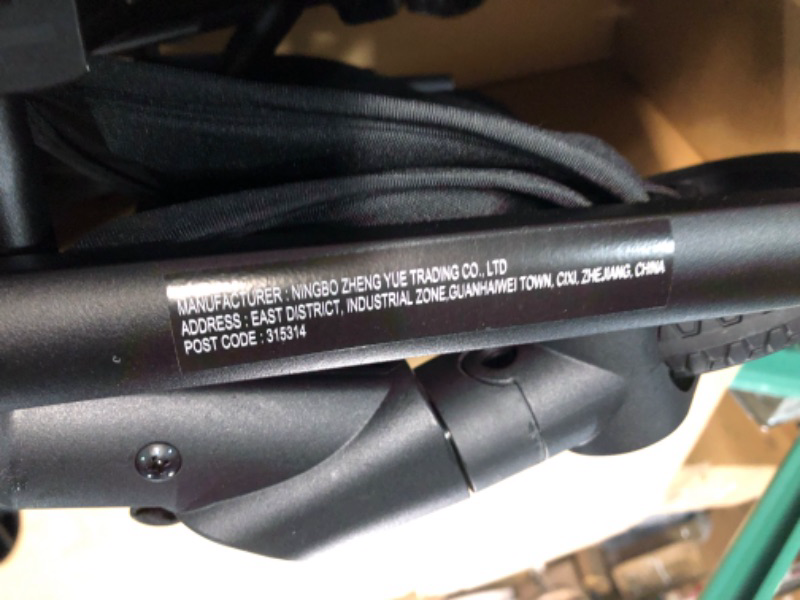 MANUFACTURER : NINGBO ZHENG YUE TRADING CO., LTD
ADDRESS : EAST DISTRICT, INDUSTRIAL ZONE,GUANHAIWEI TOWN, CIXI, ZHEJIANG, CHINA
POST CODE : 315314